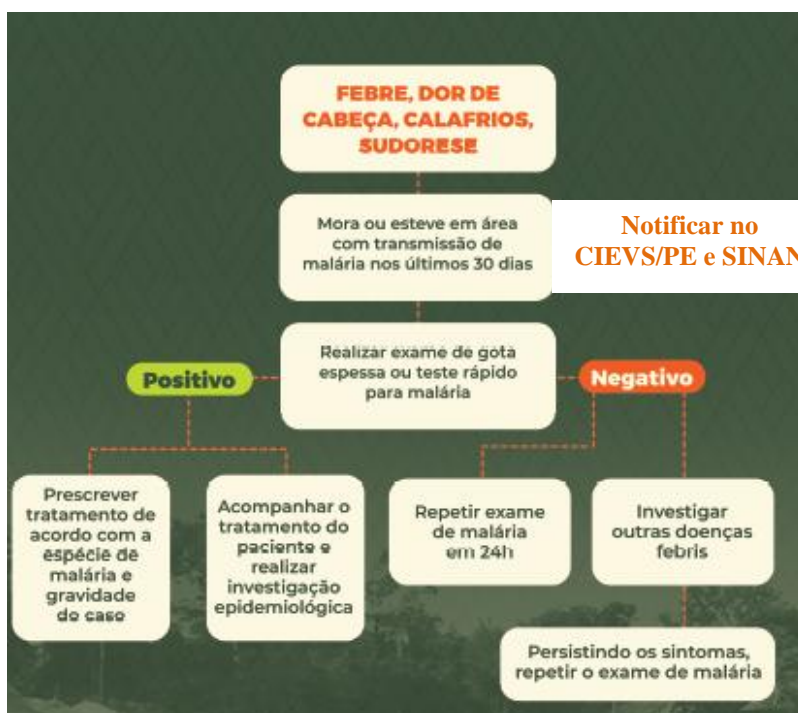 FEBRE, DOR DE
CABEÇA, CALAFRIOS,
SUDORESE
Mora ou esteve em área
com transmissão de
malária nos últimos 30 dias
Notificar no
CIEVS/PE e SINAN
Realizar exame de gota
espessa ou teste rápido
para malária
Positivo
Negativo
Prescrever
tratamento de
acordo com a
espécie de
malária e
gravidade
do caso
Acompanhar o
tratamento do
paciente e
realizar
investigação
epidemiológica
Repetir exame
de malária
em 24h
Investigar
outras doenças
febris
Persistindo os sintomas,
repetir o exame de malária